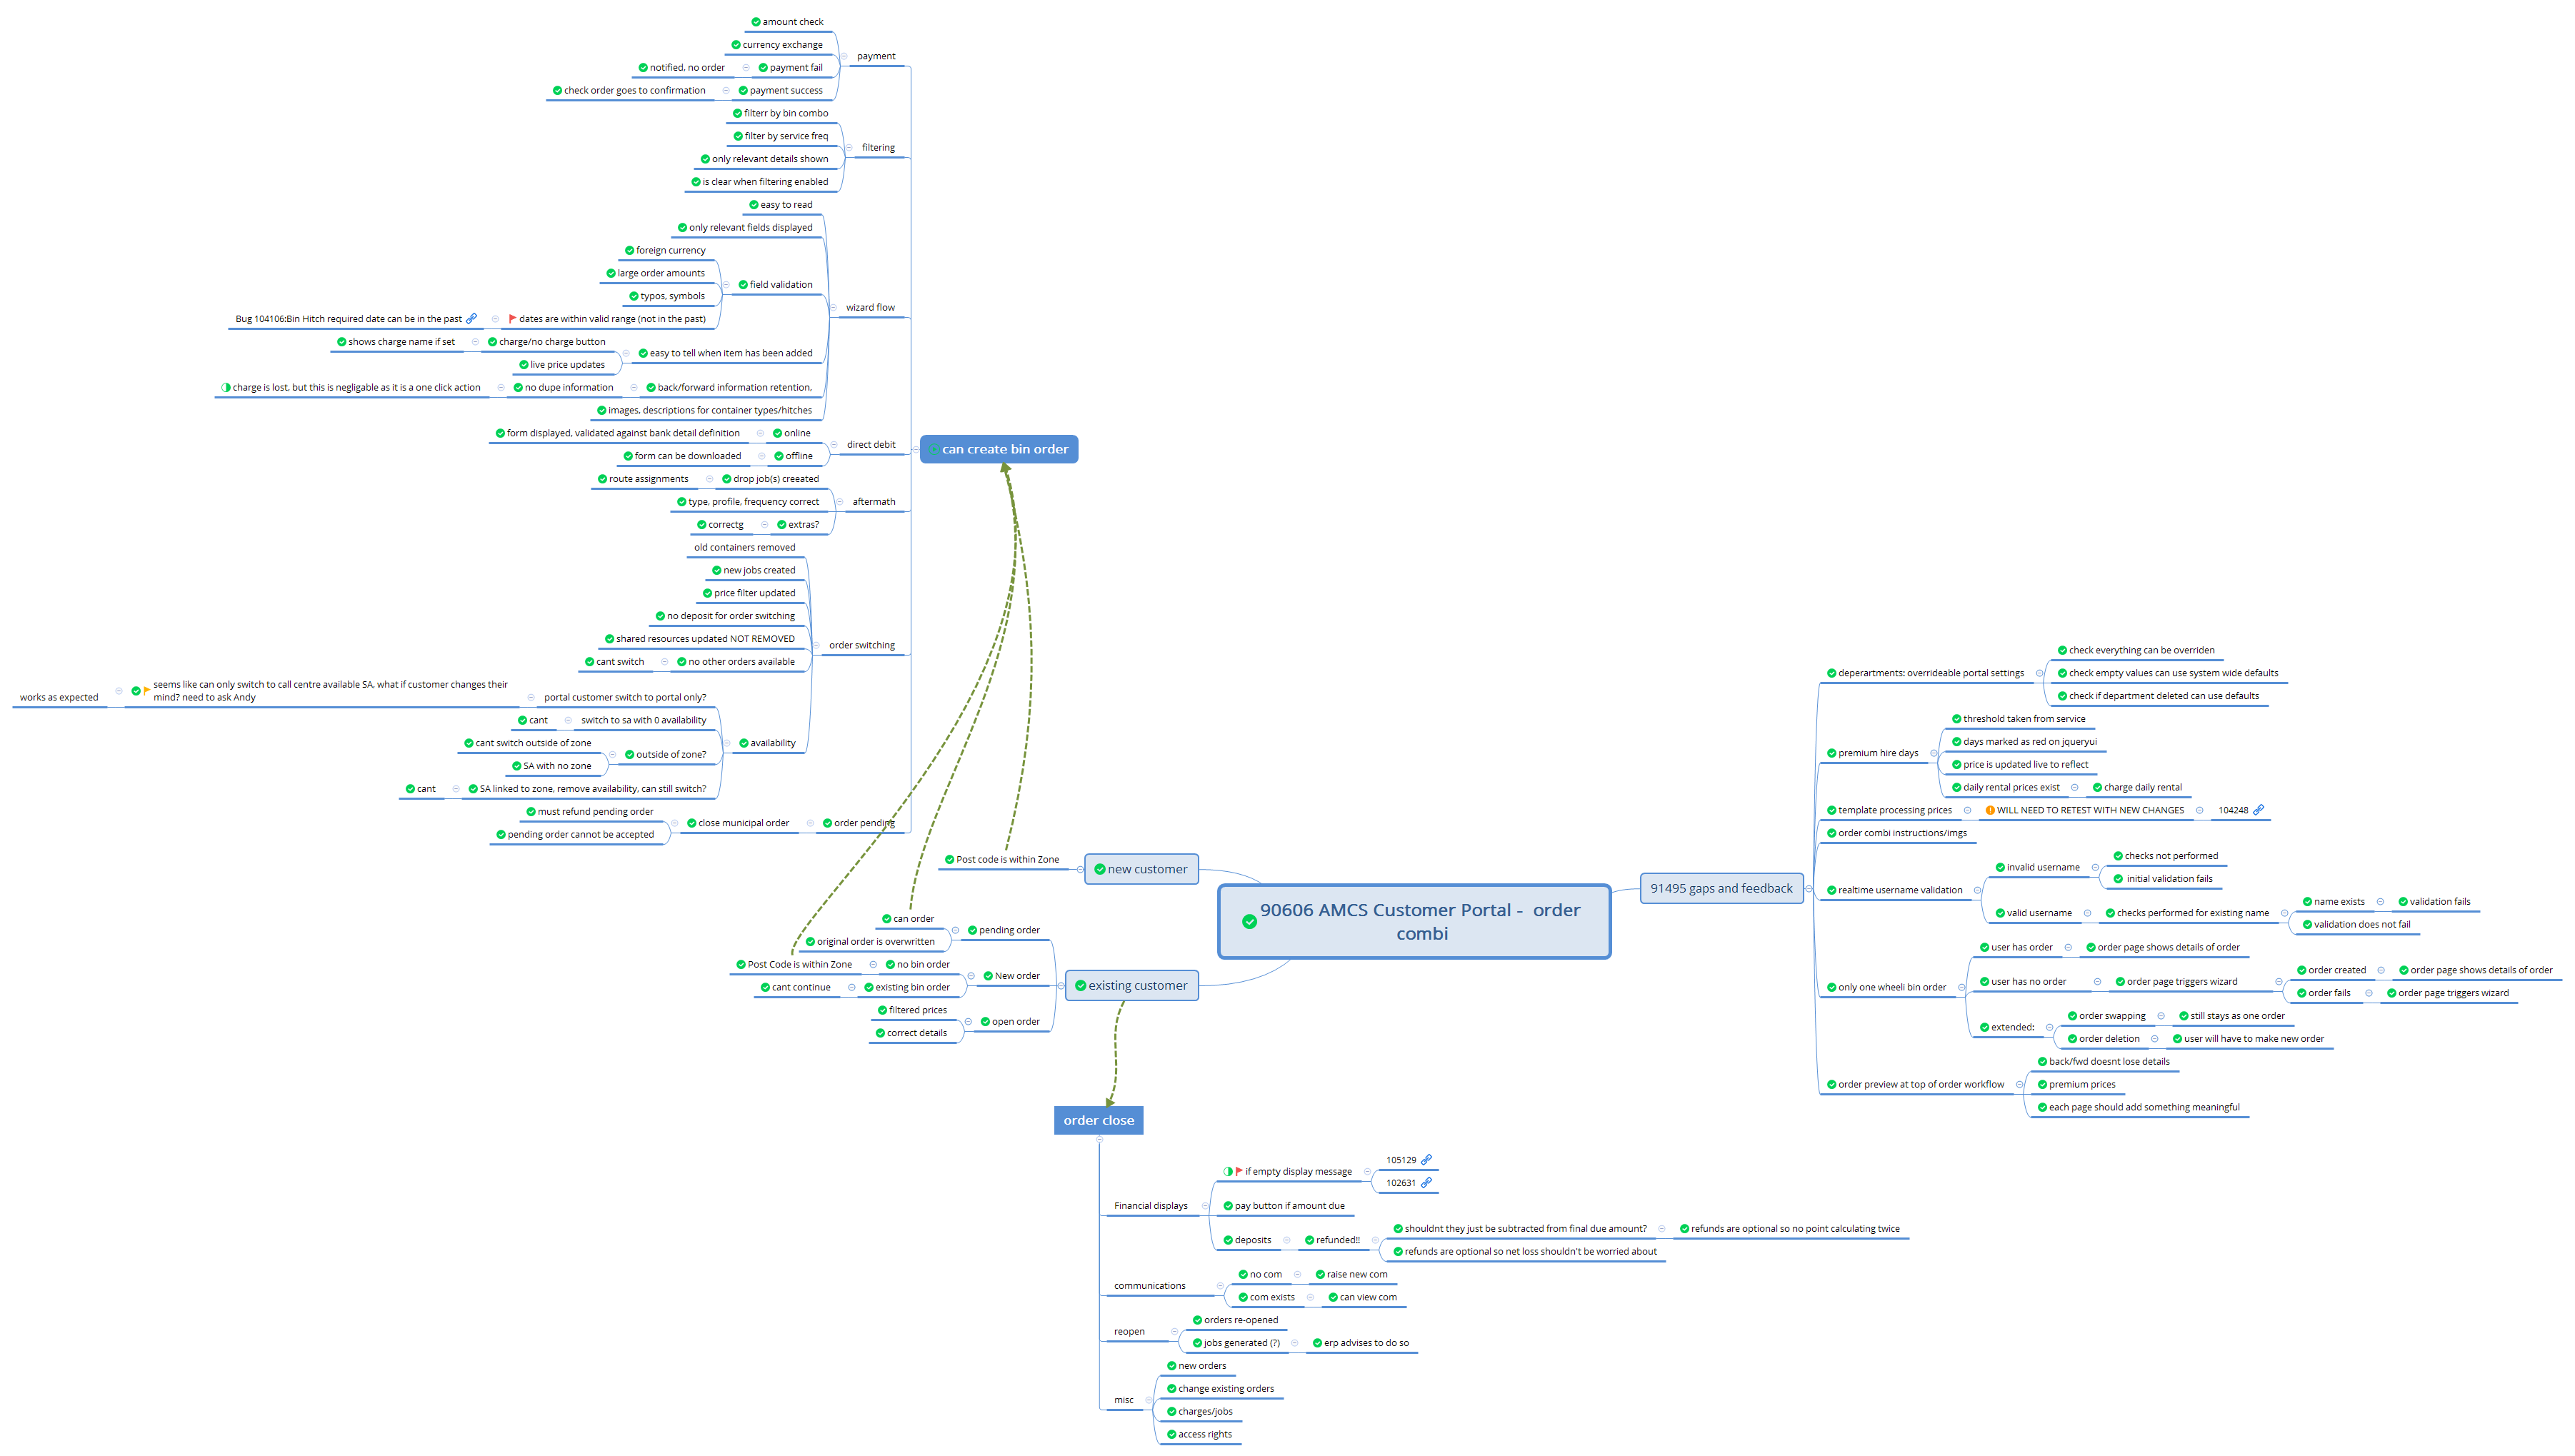 amount check
currency exchange
notified, no order
payment fail
check order goes to confirmation
payment success
payment
filterr by bin combo
filter by service freq
only relevant details shown
is clear when filtering enabled
filtering
easy to read
only relevant fields displayed
foreign currency
large order amounts
typos, symbols
Bug 104106:Bin Hitch required date can be in the past
dates are within valid range (not in the past)
field validation
shows charge name if set
charge/no charge button
live price updates
easy to tell when item has been added
charge is lost, but this is negligable as it is a one click action
no dupe information
back/forward information retention,
images, descriptions for container types/hitches
wizard flow
form displayed, validated against bank detail definition
online
form can be downloaded
offline
direct debit
can create bin order
route assignments
drop job(s) creeated
type, profile, frequency correct
correctg
extras?
aftermath
old containers removed
new jobs created
price filter updated
no deposit for order switching
shared resources updated NOT REMOVED
cant switch
no other orders available
order switching
works as expected
seems like can only switch to call centre available SA, what if customer changes their
mind? need to ask Andy
portal customer switch to portal only?
cant
switch to sa with 0 availability
cant switch outside of zone
SA with no zone
outside of zone?
cant
SA linked to zone, remove availability, can still switch?
availability
must refund pending order
pending order cannot be accepted
close municipal order
order pending
Post code is within Zone
new customer
90606 AMCS Customer Portal - order
combi
can order
original order is overwritten
pending order
Post Code is within Zone
no bin order
cant continue
existing bin order
New order
filtered prices
correct details
open order
existing customer
order close
Financial displays
if empty display message
105129
102631
pay button if amount due
deposits
refunded!!
shouldnt they just be subtracted from final due amount?
refunds are optional so no point calculating twice
refunds are optional so net loss shouldn't be worried about
communications
no com
raise new com
com exists
can view com
reopen
orders re-opened
jobs generated (?)
erp advises to do so
misc
new orders
change existing orders
charges/jobs
access rights
91495 gaps and feedback
deperartments: overrideable portal settings
check everything can be overriden
check empty values can use system wide defaults
check if department deleted can use defaults
premium hire days
threshold taken from service
days marked as red on jqueryui
price is updated live to reflect
daily rental prices exist
charge daily rental
template processing prices
WILL NEED TO RETEST WITH NEW CHANGES
104248
order combi instructions/imgs
realtime username validation
invalid username
checks not performed
initial validation fails
valid username
checks performed for existing name
name exists
validation fails
validation does not fail
only one wheeli bin order
user has order
order page shows details of order
user has no order
order page triggers wizard
order created
order page shows details of order
order fails
order page triggers wizard
extended:
order swapping
still stays as one order
order deletion
user will have to make new order
order preview at top of order workflow
back/fwd doesnt lose details
premium prices
each page should add something meaningful